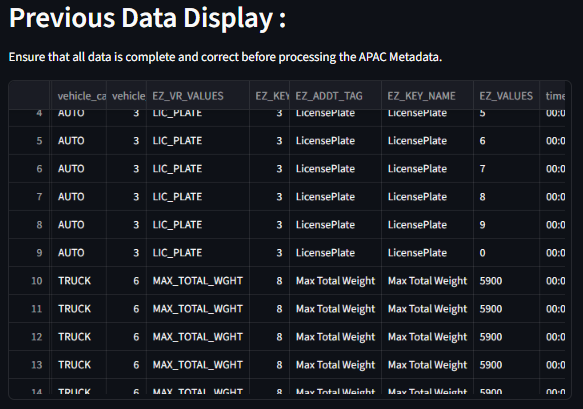 Previous Data Display :
Ensure that all data is complete and correct before processing the APAC Metadata.
vehicle_ca vehicle EZ_VR_VALUES EZ_KEY EZ_ADDT_TAG EZ_KEY_NAME EZ_VALUES time
4 AUTO 3 LIC_PLATE 3 LicensePlate LicensePlate 5 00:0
5 AUTO 3 LIC_PLATE 3 LicensePlate LicensePlate 6 00:0
6 AUTO 3 LIC_PLATE 3 LicensePlate LicensePlate 7 00:0
7 AUTO 3 LIC_PLATE 3 LicensePlate LicensePlate 8 00:0
8 AUTO 3 LIC_PLATE 3 LicensePlate LicensePlate 9 00:0
9 AUTO 3 LIC_PLATE 3 LicensePlate LicensePlate 0 00:0
10 TRUCK 6 MAX_TOTAL_WGHT 8 Max Total Weight Max Total Weight 5900 00:0
11 TRUCK 6 MAX_TOTAL_WGHT 8 Max Total Weight Max Total Weight 5900 00:0
12 TRUCK 6 MAX_TOTAL_WGHT 8 Max Total Weight Max Total Weight 5900 00:0
13 TRUCK 6 MAX_TOTAL_WGHT 8 Max Total Weight Max Total Weight 5900 00:0
14 TRUCK 6 MAX_TOTAL_WGHT 8 Max Total Weight Max Total Weight 5900 00:0